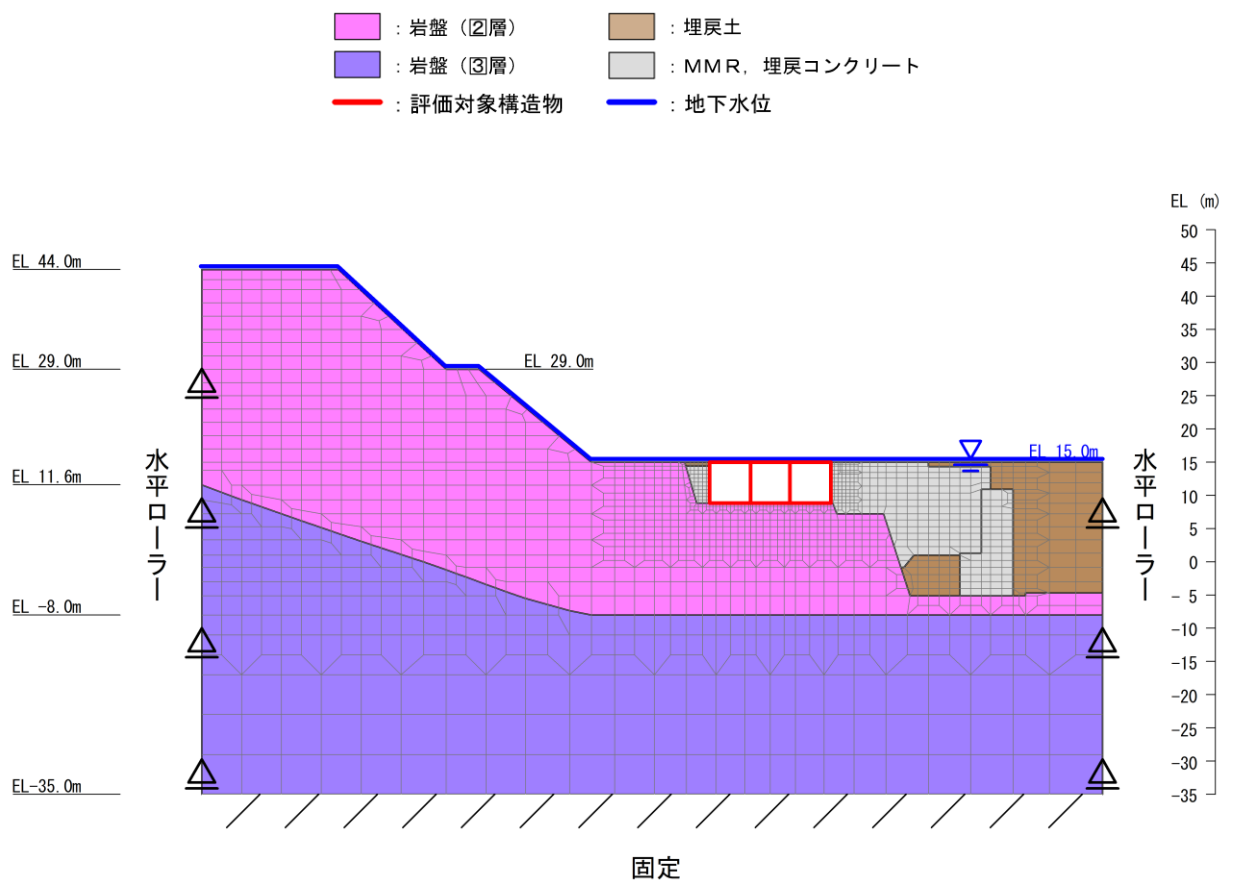 ：岩盤（②層）
：埋戻土
：岩盤（③層）
：ＭＭＲ，埋戻コンクリート
：評価対象構造物
：地下水位
EL (m)
50
45
40
35
30
25
20
15
10
5
0
- 5
-10
-15
-20
-25
-30
-35
EL 44.0m
EL 29.0m
EL 29.0m
EL 15.0m
EL 11.6m
EL -8.0m
EL-35.0m
水平ローラー
水平ローラー
固定